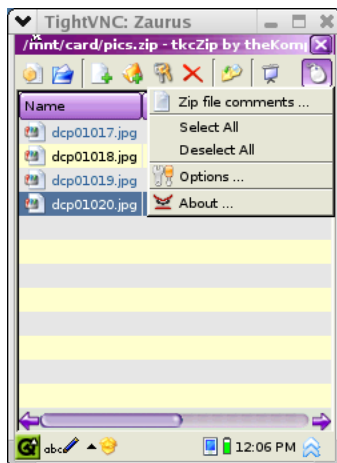 TightVNC: Zaurus
/mnt/card/pics.zip - tkcZip by theKom
Name
Zip file comments ...
dcp01017.jpg
Select All
dcp01018.jpg
Deselect All
dcp01019.jpg
Options ...
dcp01020.jpg
About ...
abc
12:06 PM